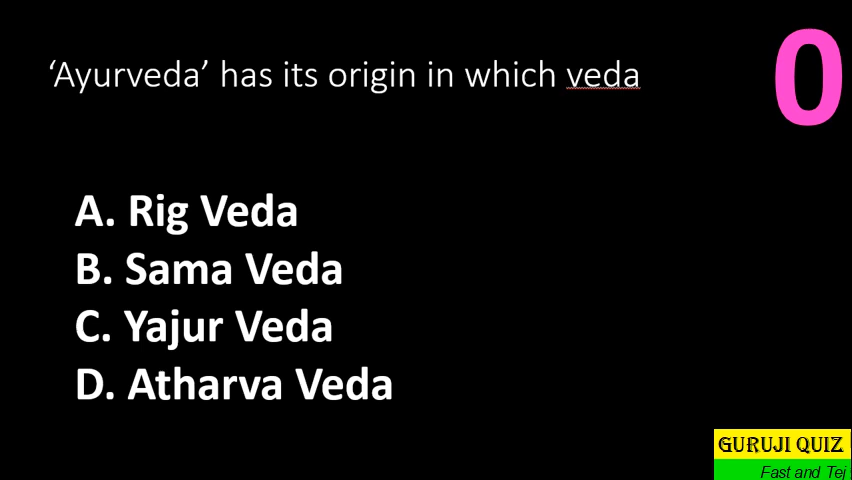 ‘Ayurveda’ has its origin in which veda
0
A. Rig Veda
B. Sama Veda
C. Yajur Veda
D. Atharva Veda
GURUJI QUIZ
Fast and Tej